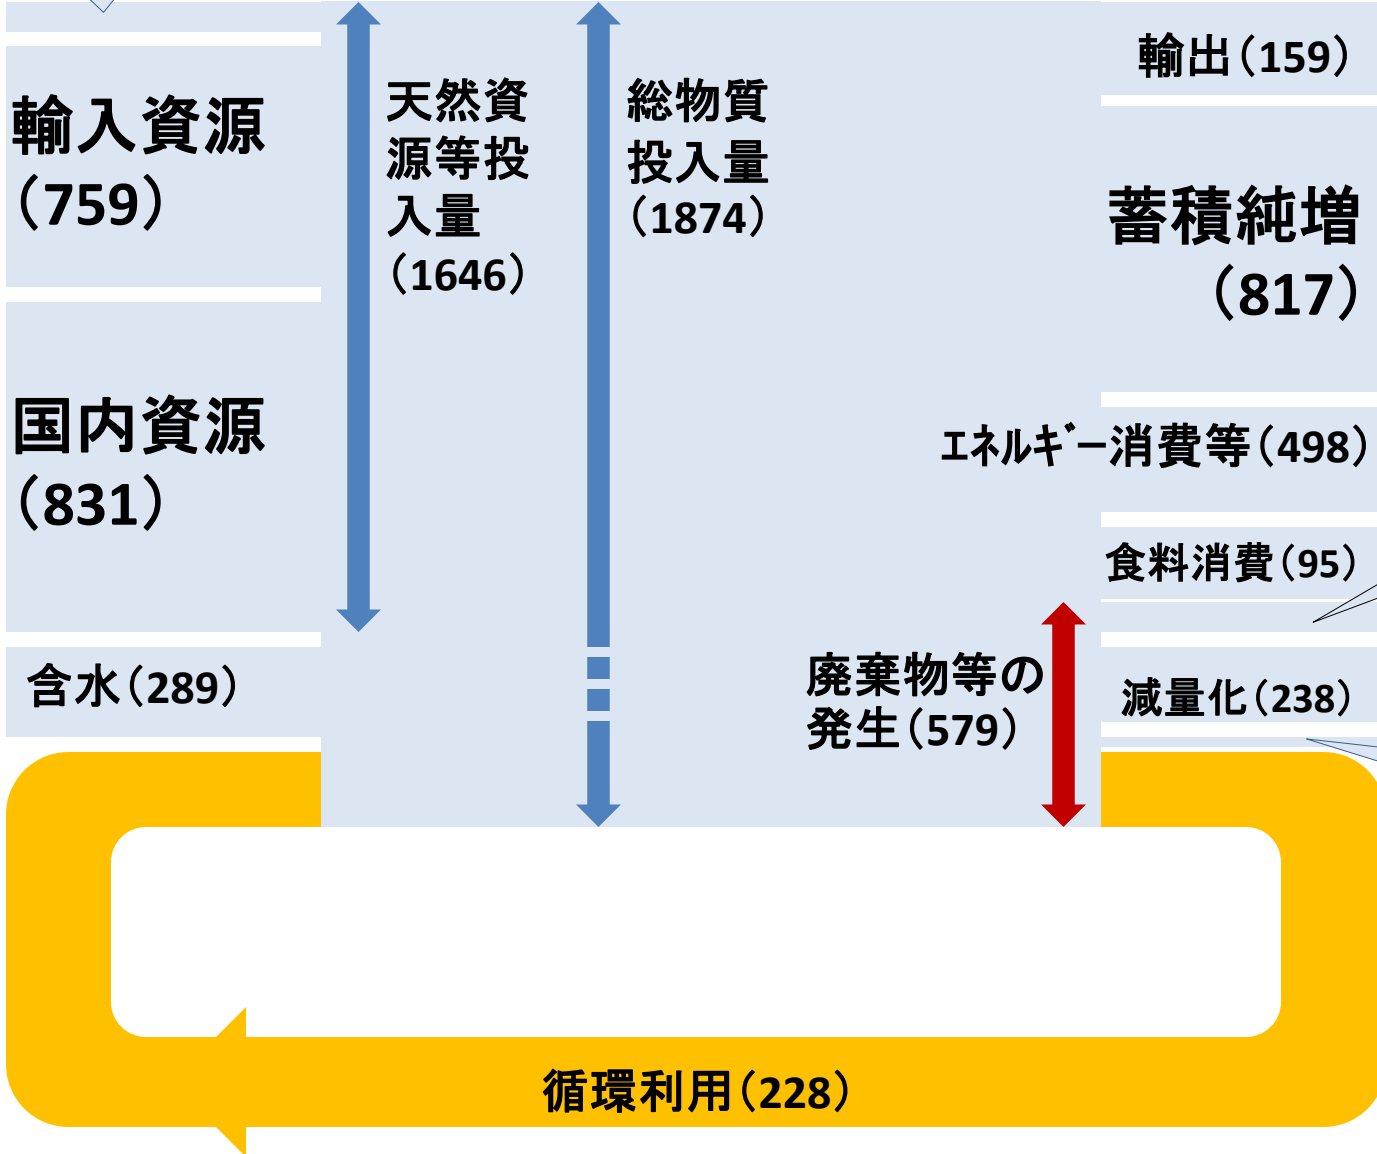 輸入資源
（759）
国内資源
（831）
含水（289）
天然資
源等投
入量
（1646）
総物質
投入量
（1874）
輸出（159）
蓄積純増
（817）
ｴﾈﾙｷﾞｰ消費等（498）
食料消費（95）
廃棄物等の
発生（579）
減量化（238）
循環利用（228）